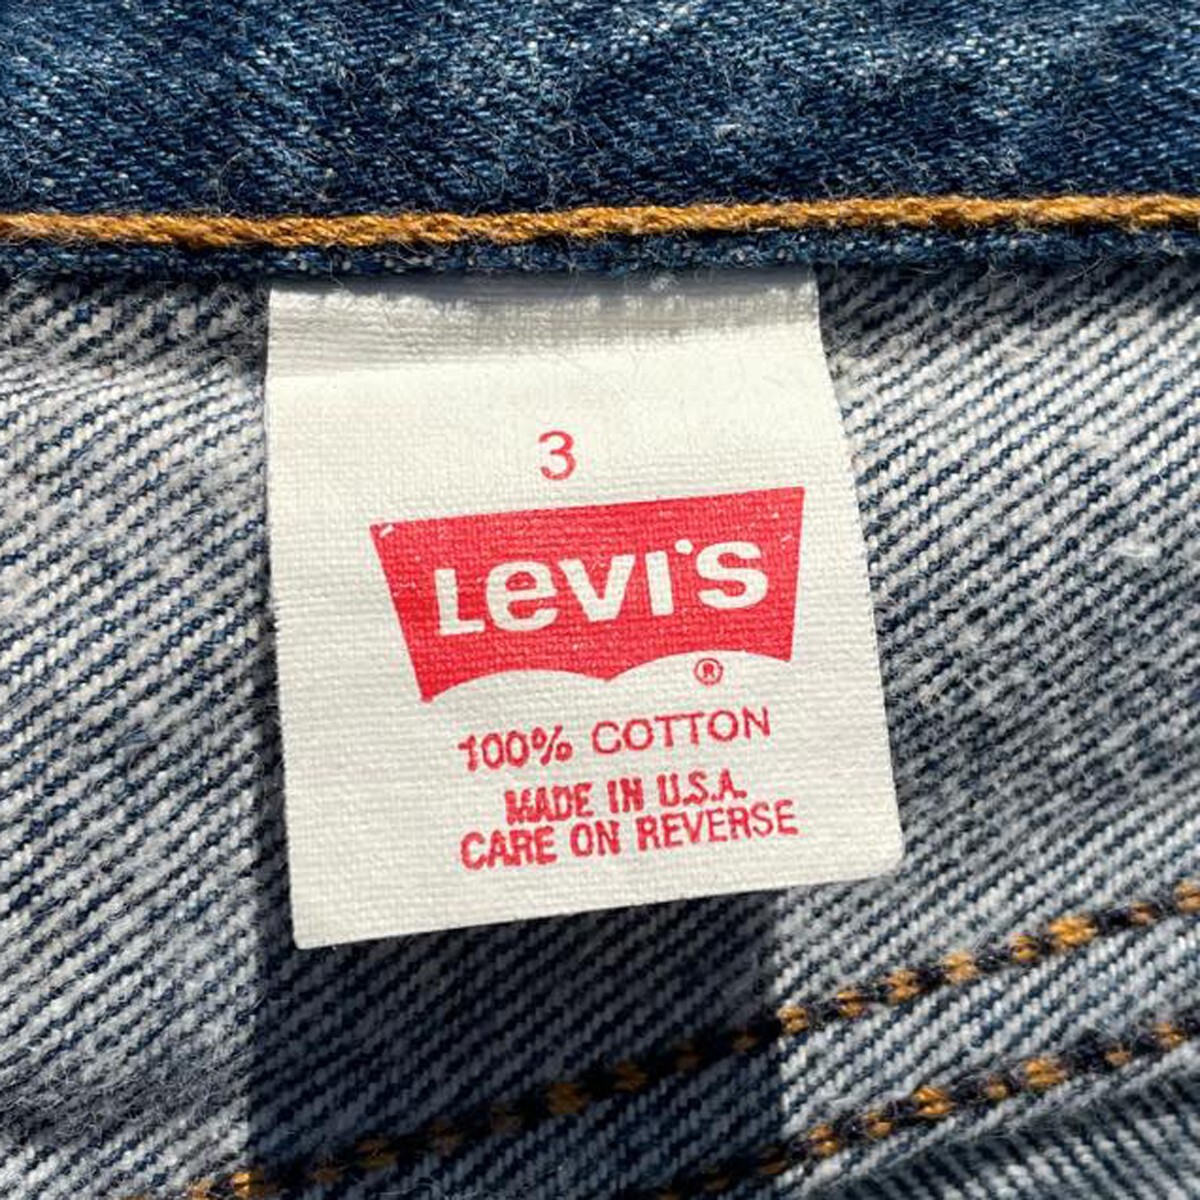 3
Levi's
®
100% COTTON
MADE IN U.S.A.
CARE ON REVERSE